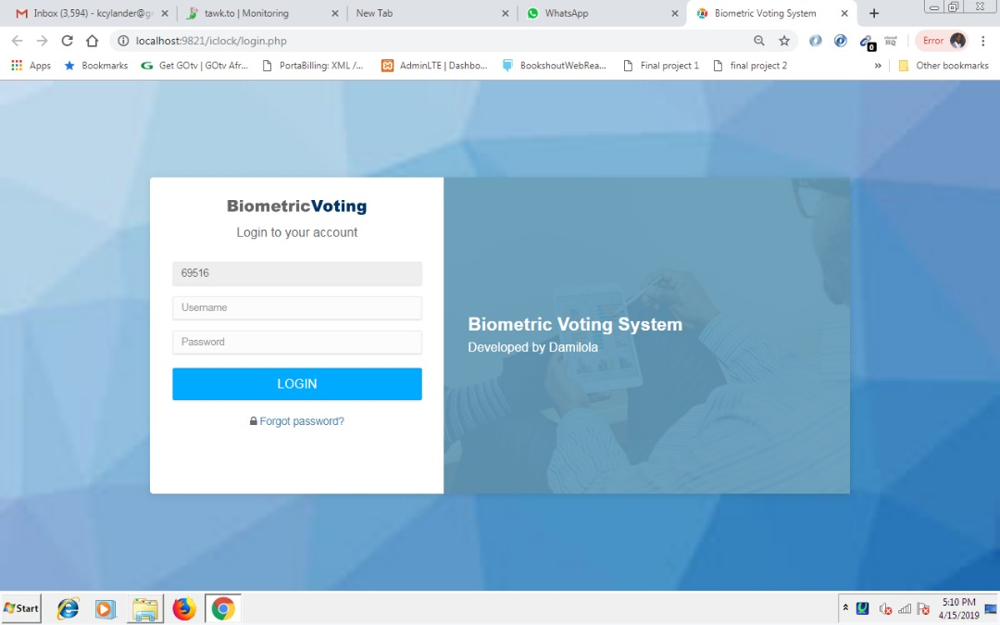 Inbox (3,594) - kcylander@g
tawk.to | Monitoring
New Tab
WhatsApp
Biometric Voting System
localhost:9821/iclock/login.php
0
Error
Apps
Bookmarks
Get GOtv | GOtv Afr...
PortaBilling: XML /...
AdminLTE | Dashbo...
BookshoutWebRea...
Final project 1
final project 2
»
Other bookmarks
BiometricVoting
Login to your account
69516
Username
Password
LOGIN
Forgot password?
Biometric Voting System
Developed by Damilola
Start
5:10 PM
4/15/2019